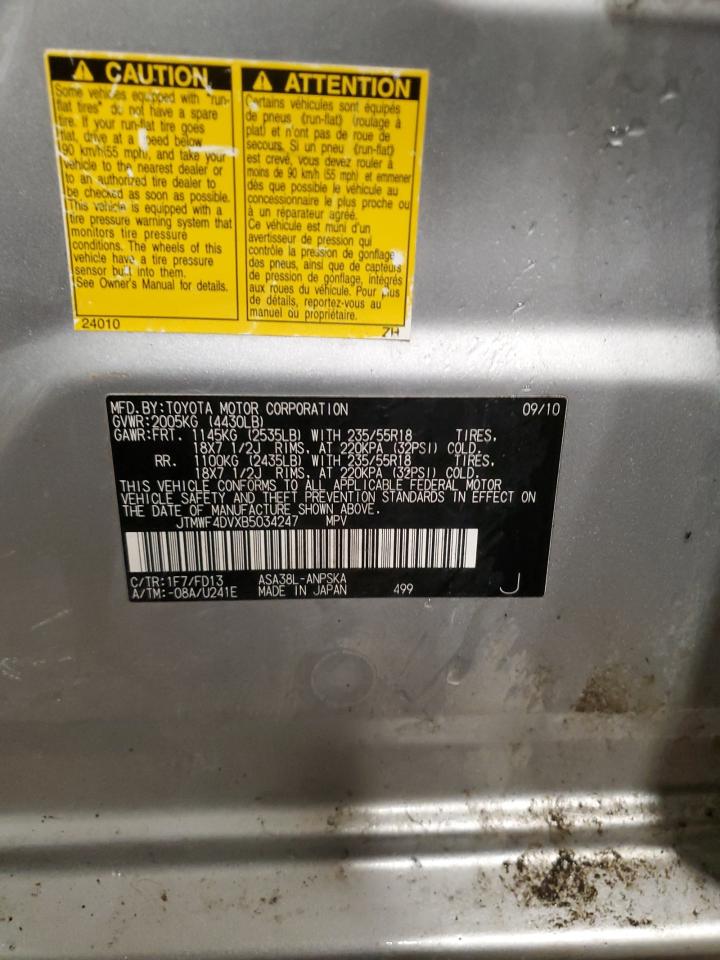 CAUTION
Some vehicles equipped with "run-
flat tires" do not have a spare
tire. If your run-flat tire goes
flat, drive at a speed below
90 km/h(55 mph), and take your
vehicle to the nearest dealer or
to an authorized tire dealer to
be checked as soon as possible.
This vehicle is equipped with a
tire pressure warning system that
monitors tire pressure
conditions. The wheels of this
vehicle have a tire pressure
sensor built into them.
See Owner's Manual for details.
24010
ATTENTION
Certains véhicules sont équipés
de pneus (run-flat) (roulage à
plat) et n'ont pas de roue de
secours. Si un pneu (run-flat)
est crevé, vous devez rouler à
moins de 90 km/h (55 mph) et emmener
dès que possible le véhicule au
concessionnaire le plus proche ou
à un réparateur agréé.
Ce véhicule est muni d'un
avertisseur de pression qui
contrôle la pression de gonflage
des pneus, ainsi que de capteurs
de pression de gonflage, intégrés
aux roues du véhicule. Pour plus
de détails, reportez-vous au
manuel du propriétaire.
7H
MFD.BY:TOYOTA MOTOR CORPORATION 09/10
GVWR:2005KG (4430LB)
GAWR:FRT. 1145KG (2535LB) WITH 235/55R18 TIRES,
18X7 1/2J RIMS, AT 220KPA (32PSI) COLD.
RR. 1100KG (2435LB) WITH 235/55R18 TIRES,
18X7 1/2J RIMS, AT 220KPA (32PSI) COLD.
THIS VEHICLE CONFORMS TO ALL APPLICABLE FEDERAL MOTOR
VEHICLE SAFETY AND THEFT PREVENTION STANDARDS IN EFFECT ON
THE DATE OF MANUFACTURE SHOWN ABOVE.
JTMWF4DVXB5034247 MPV
C/TR:1F7/FD13 ASA38L-ANPSKA
A/TM:-08A/U241E MADE IN JAPAN 499 J